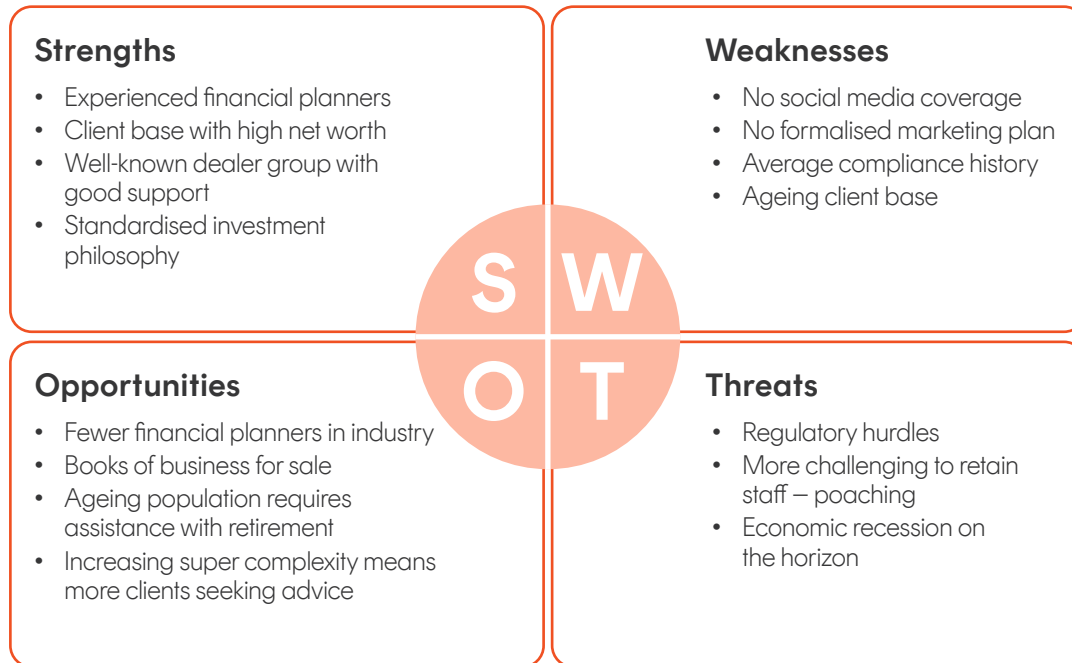 Strengths
• Experienced financial planners
• Client base with high net worth
• Well-known dealer group with
good support
• Standardised investment
philosophy
Weaknesses
• No social media coverage
• No formalised marketing plan
• Average compliance history
• Ageing client base
S W
O T
Opportunities
• Fewer financial planners in industry
• Books of business for sale
• Ageing population requires
assistance with retirement
• Increasing super complexity means
more clients seeking advice
Threats
• Regulatory hurdles
• More challenging to retain
staff – poaching
• Economic recession on
the horizon